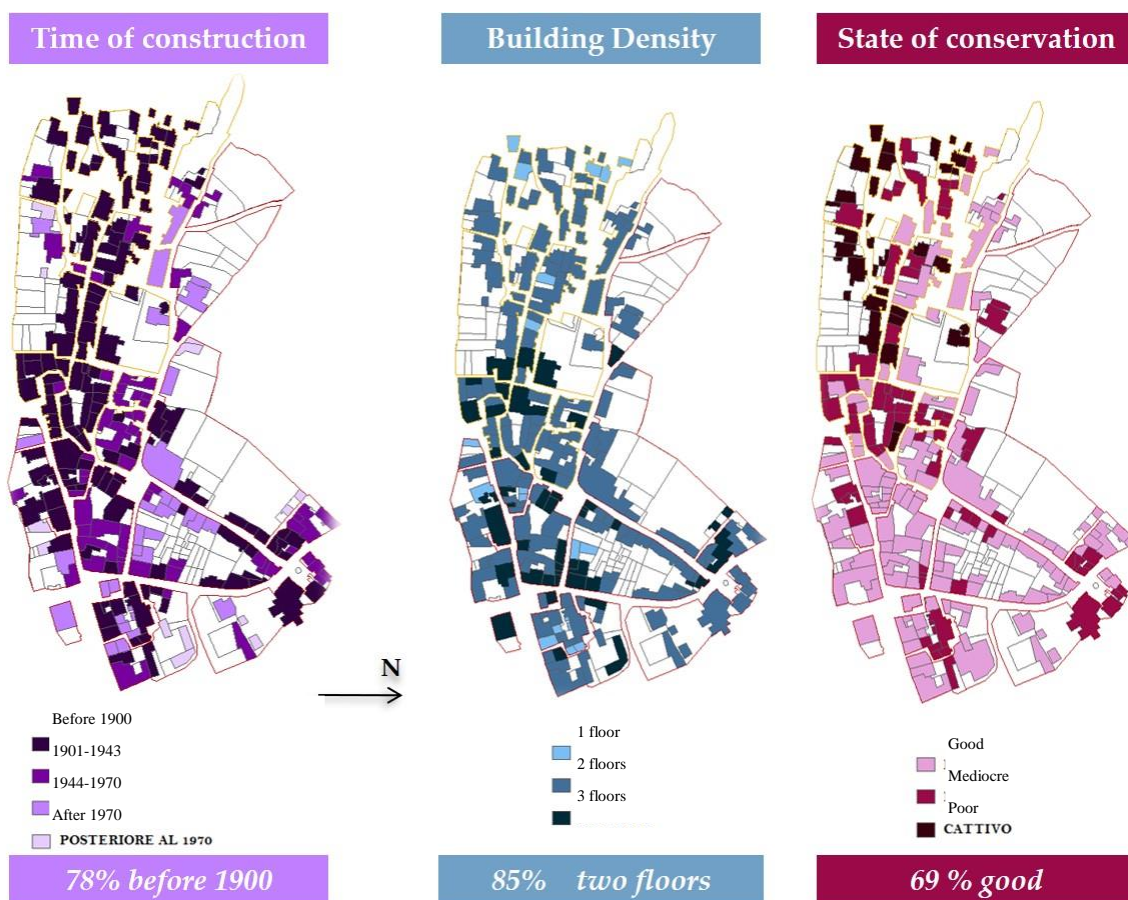 Time of construction
Building Density
State of conservation
N
Before 1900
1901-1943
1944-1970
After 1970
POSTERIORE AL 1970
1 floor
2 floors
3 floors
Good
Mediocre
Poor
CATTIVO
78% before 1900
85% two floors
69 % good